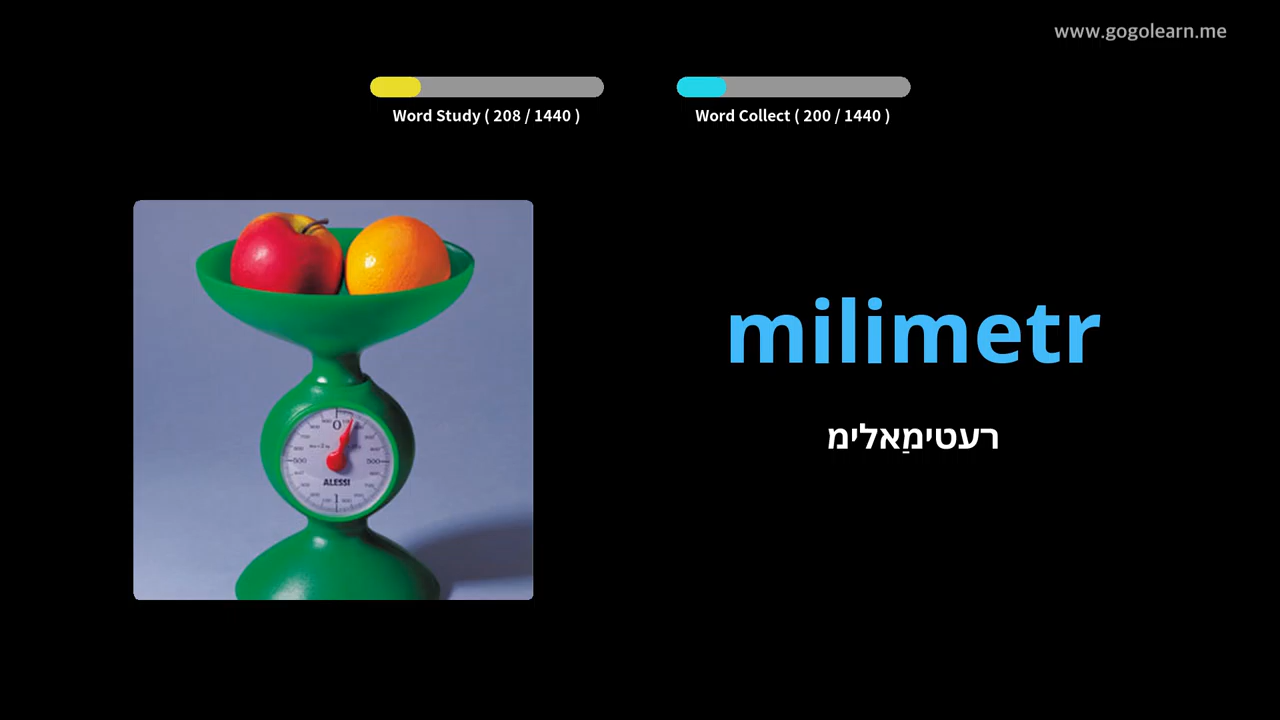 www.gogolearn.me
Word Study ( 208 / 1440 )
Word Collect ( 200 / 1440 )
milimetr
רעטימַאלימ
ALESSI